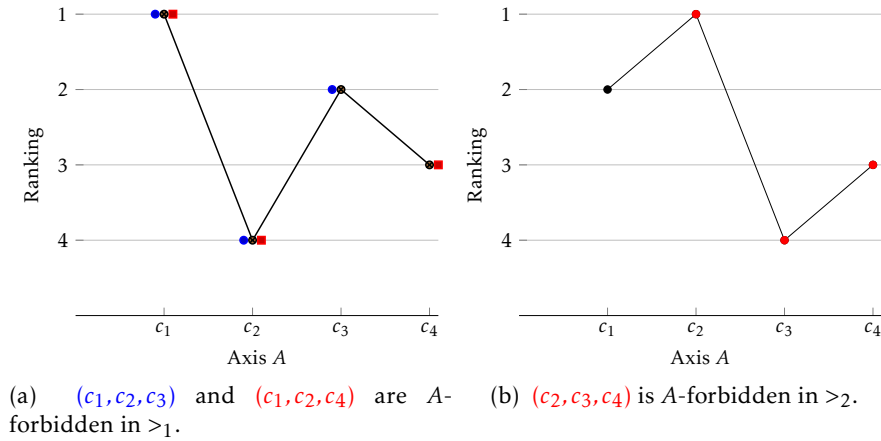 1
2
3
4
Ranking
c1 c2 c3 c4
Axis A
(a) (c1,c2,c3) and (c1,c2,c4) are A-
forbidden in >1.
1
2
3
4
Ranking
c1 c2 c3 c4
Axis A
(b) (c2,c3,c4) is A-forbidden in >2.